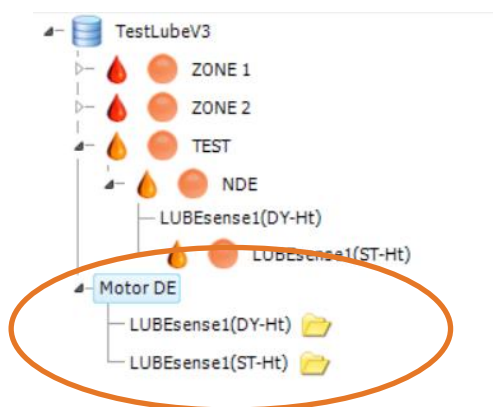 TestLubeV3
ZONE 1
ZONE 2
TEST
NDE
LUBEsense1(DY-Ht)
LUBEsense1(ST-Ht)
Motor DE
LUBEsense1(DY-Ht)
LUBEsense1(ST-Ht)